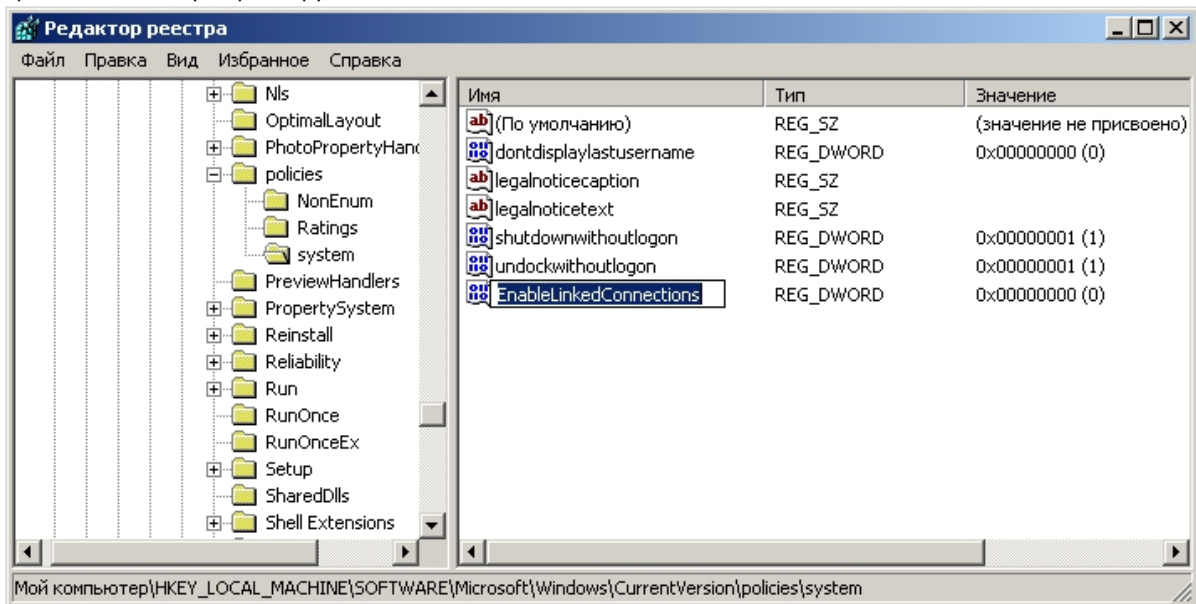 Редактор реестра
Файл Правка Вид Избранное Справка
Nls
OptimalLayout
PhotoPropertyHand
policies
NonEnum
Ratings
system
PreviewHandlers
PropertySystem
Reinstall
Reliability
Run
RunOnce
RunOnceEx
Setup
SharedDlls
Shell Extensions
Имя Тип Значение
(По умолчанию) REG_SZ (значение не присвоено)
dontdisplaylastusername REG_DWORD 0x00000000 (0)
legalnoticecaption REG_SZ
legalnoticetext REG_SZ
shutdownwithoutlogon REG_DWORD 0x00000001 (1)
undockwithoutlogon REG_DWORD 0x00000001 (1)
EnableLinkedConnections REG_DWORD 0x00000000 (0)
Мой компьютер\HKEY_LOCAL_MACHINE\SOFTWARE\Microsoft\Windows\CurrentVersion\policies\system